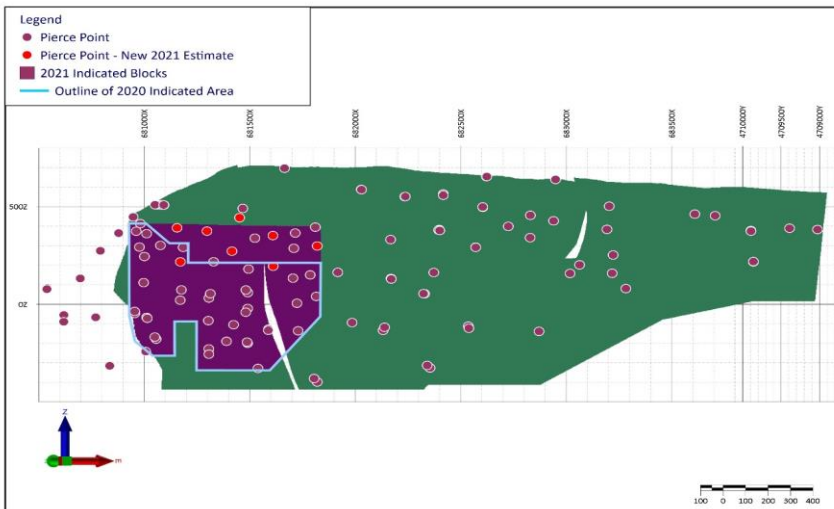 Legend
Pierce Point
Pierce Point - New 2021 Estimate
2021 Indicated Blocks
Outline of 2020 Indicated Area
681000X
681500X
682000X
682500X
683000X
683500X
4710000Y
4709500Y
4709000Y
500Z
0Z
Z
100 0 100 200 300 400